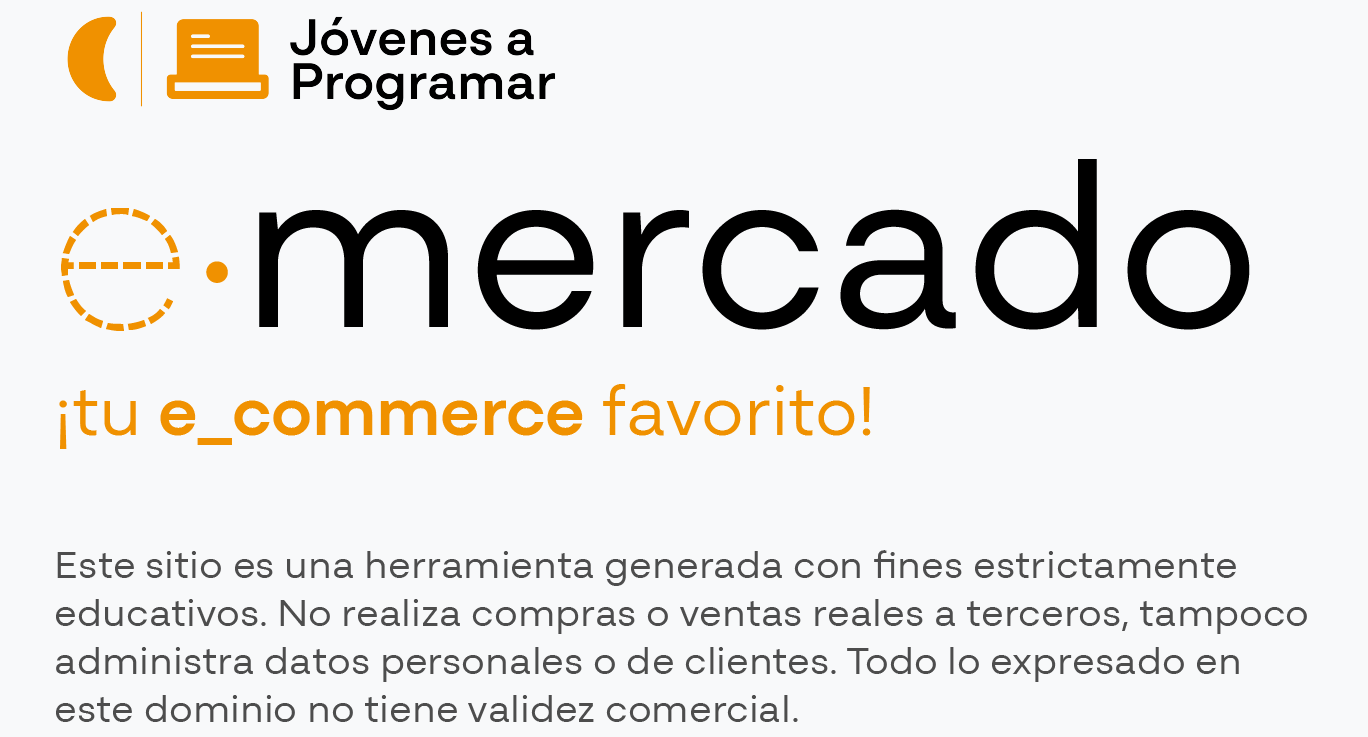 Jóvenes a
Programar
e·mercado
¡tu e_commerce favorito!
Este sitio es una herramienta generada con fines estrictamente
educativos. No realiza compras o ventas reales a terceros, tampoco
administra datos personales o de clientes. Todo lo expresado en
este dominio no tiene validez comercial.